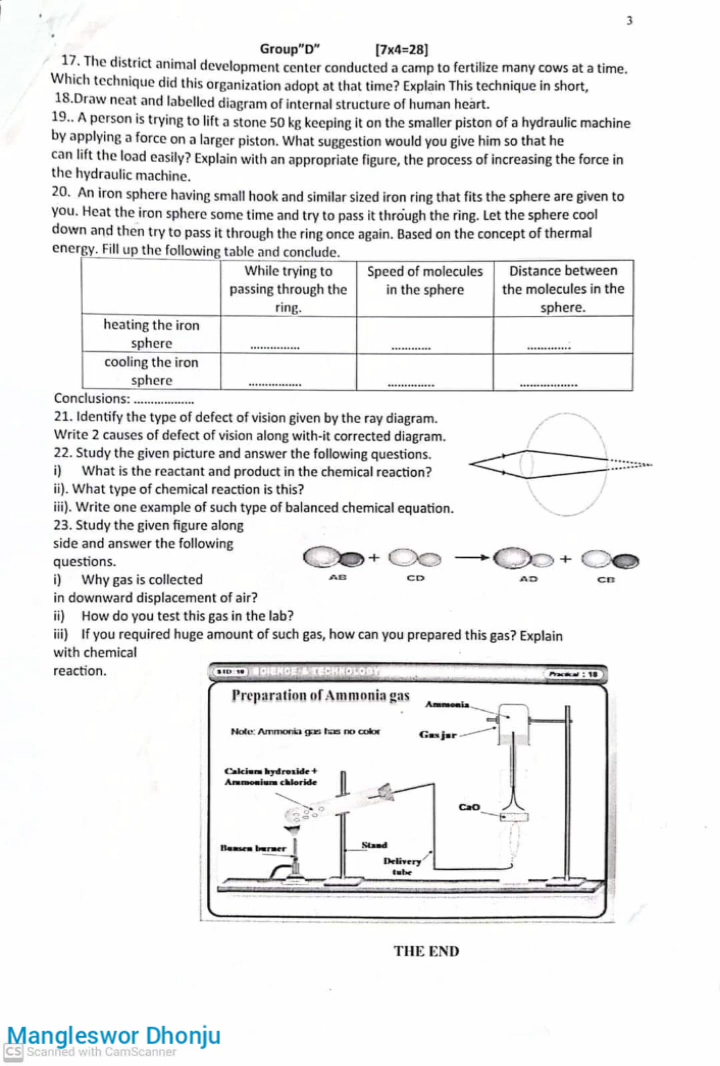 3
Group"D" [7x4=28]
17. The district animal development center conducted a camp to fertilize many cows at a time.
Which technique did this organization adopt at that time? Explain This technique in short,
18.Draw neat and labelled diagram of internal structure of human heart.
19.. A person is trying to lift a stone 50 kg keeping it on the smaller piston of a hydraulic machine
by applying a force on a larger piston. What suggestion would you give him so that he
can lift the load easily? Explain with an appropriate figure, the process of increasing the force in
the hydraulic machine.
20. An iron sphere having small hook and similar sized iron ring that fits the sphere are given to
you. Heat the iron sphere some time and try to pass it through the ring. Let the sphere cool
down and then try to pass it through the ring once again. Based on the concept of thermal
energy. Fill up the following table and conclude.
While trying to passing through the ring. Speed of molecules in the sphere Distance between the molecules in the sphere.
heating the iron sphere ............... ............ .............
cooling the iron sphere ................ .............. .................
Conclusions: ..................
21. Identify the type of defect of vision given by the ray diagram.
Write 2 causes of defect of vision along with-it corrected diagram.
22. Study the given picture and answer the following questions.
i) What is the reactant and product in the chemical reaction?
ii). What type of chemical reaction is this?
iii). Write one example of such type of balanced chemical equation.
23. Study the given figure along
side and answer the following
questions.
+ +
AB CD AD CB
i) Why gas is collected
in downward displacement of air?
ii) How do you test this gas in the lab?
iii) If you required huge amount of such gas, how can you prepared this gas? Explain
with chemical
reaction.
SCIENCE & TECHNOLOGY Practical : 18
Preparation of Ammonia gas
Ammonia
Note: Ammonia gas has no color
Gas jar
Calcium hydroxide +
Ammonium chloride
CaO
Bunsen burner
Stand
Delivery
tube
THE END
Mangleswor Dhonju
CS Scanned with CamScanner